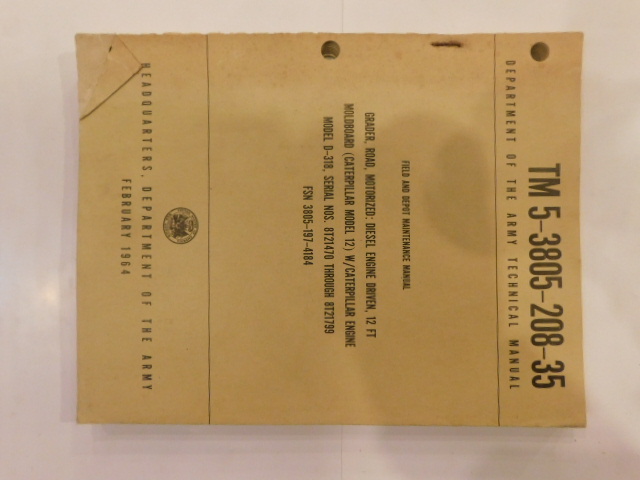 TM 5-3805-208-35
DEPARTMENT OF THE ARMY TECHNICAL MANUAL
FIELD AND DEPOT MAINTENANCE MANUAL
GRADER, ROAD, MOTORIZED: DIESEL ENGINE DRIVEN, 12 FT
MOLDBOARD (CATERPILLAR MODEL 12) W/CATERPILLAR ENGINE
MODEL D-318, SERIAL NOS. 8T21470 THROUGH 8T21799
FSN 3805-197-4184
HEADQUARTERS, DEPARTMENT OF THE ARMY
FEBRUARY 1964